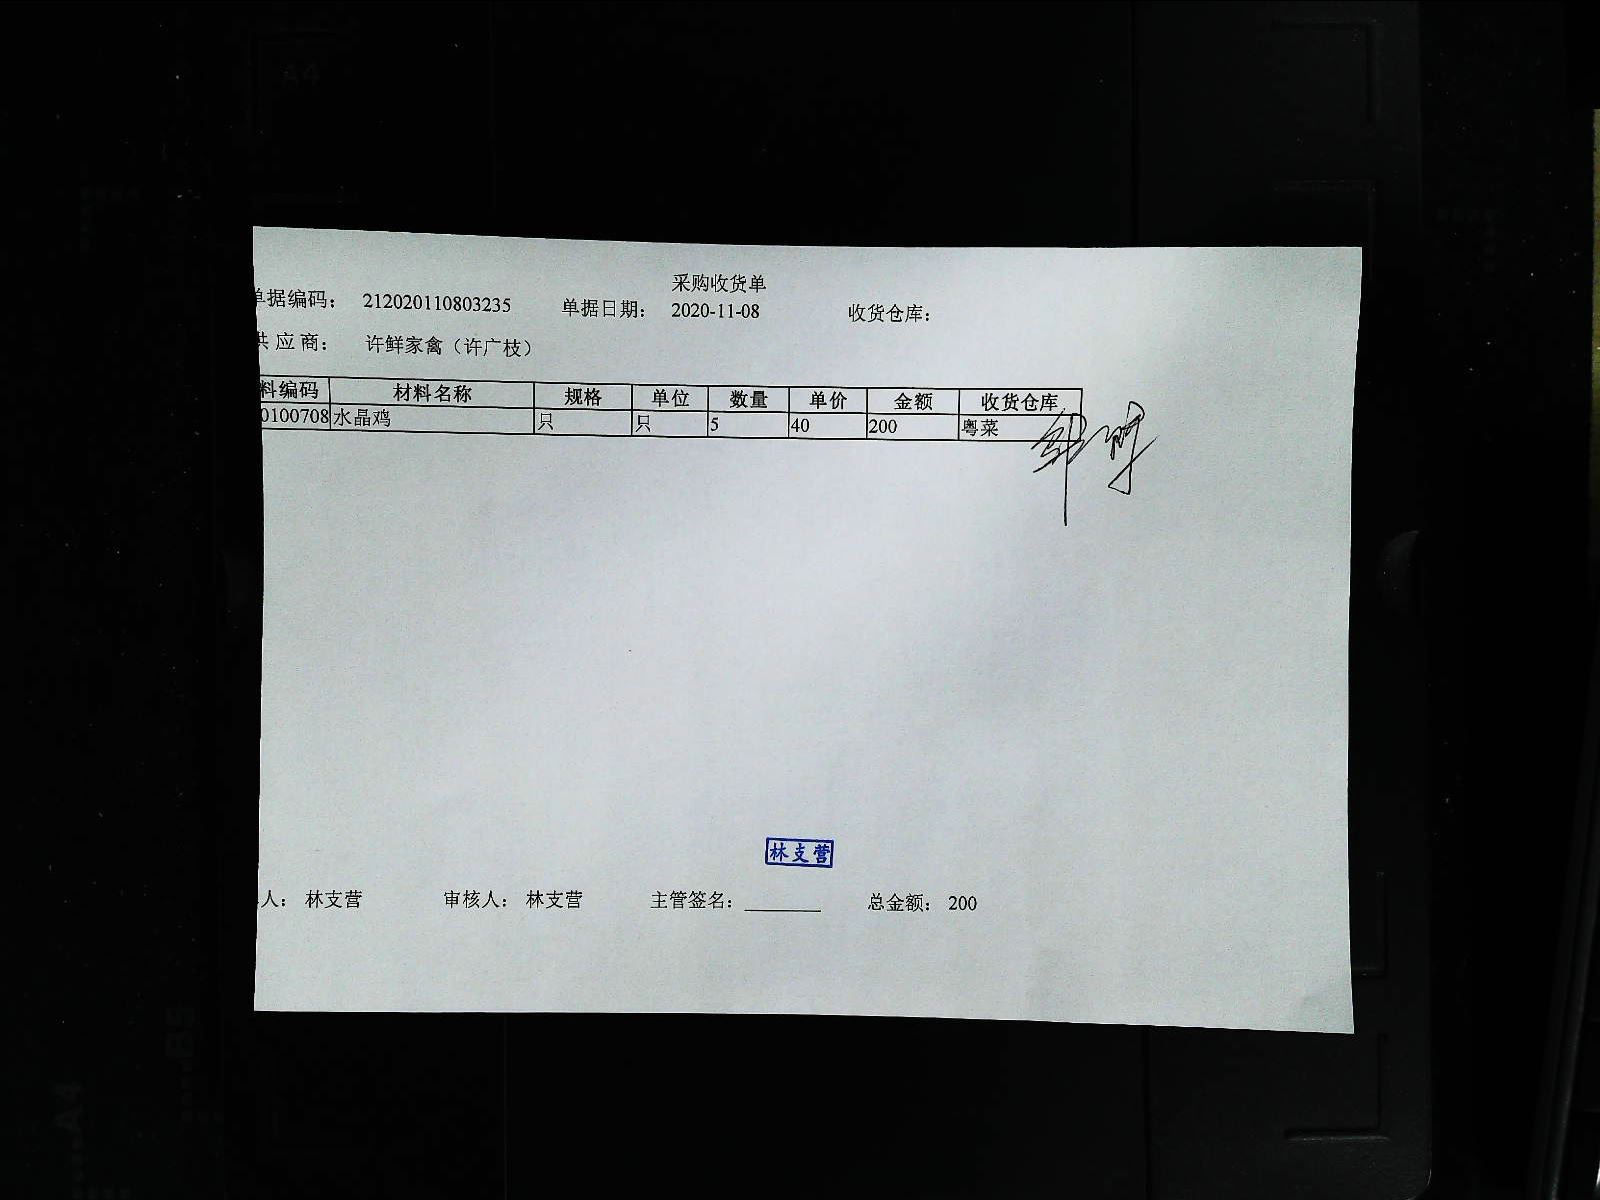 采购收货单
单据编码： 212020110803235 单据日期： 2020-11-08 收货仓库：
供应商： 许鲜家禽（许广枝）
料编码 材料名称 规格 单位 数量 单价 金额 收货仓库
0100708 水晶鸡 只 只 5 40 200 粤菜
林支营
人： 林支营 审核人： 林支营 主管签名： 总金额： 200